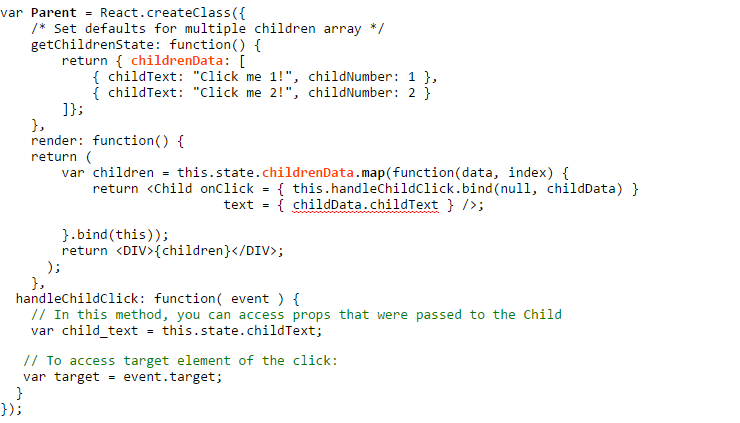 var Parent = React.createClass({
    /* Set defaults for multiple children array */
    getChildrenState: function() {
        return { childrenData: [
            { childText: "Click me 1!", childNumber: 1 },
            { childText: "Click me 2!", childNumber: 2 }
        ]};
    },
    render: function() {
    return (
        var children = this.state.childrenData.map(function(data, index) {
            return <Child onClick = { this.handleChildClick.bind(null, childData) }
                             text = { childData.childText } />;

        }.bind(this));
        return <DIV>{children}</DIV>;
      );
    },
  handleChildClick: function( event ) {
    // In this method, you can access props that were passed to the Child
    var child_text = this.state.childText;

   // To access target element of the click:
   var target = event.target;
  }
});